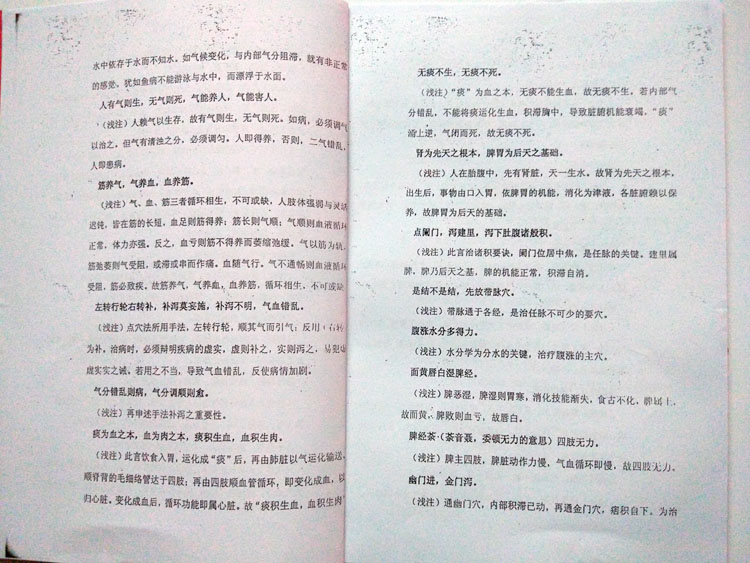 水中依存于水而不知水。如气候变化，与内部气分阻滞，就有非正常
的感觉，犹如鱼病不能游泳与水中，而漂浮于水面。
人有气则生，无气则死，气能养人，气能害人。
（浅注）人赖气以生存，故有气则生，无气则死。如病，必须调气
以治之。但气有清浊之分，必须调匀。人即得养，否则，二气错乱，
人即患病。
筋养气，气养血，血养筋。
（浅注）气、血、筋三者循环相生，不可或缺，人肢体强弱与灵活
迟钝，皆在筋的长短，血足则筋得养；筋长则气顺；气顺则血液循环
正常，体力亦强。反之，血亏则筋不得养而萎缩弛缓。气以筋为轨，
筋弛萎则气受阻，或滞或串而作痛。血随气行。气不通畅则血液循环
受阻，筋必致疾。故筋养气，气养血，血养筋，循环相生，不可或缺
左转行轮右转补，补泻莫妄施，补泻不明，气血错乱。
（浅注）点穴法所用手法，左转行轮，顺其气而引气；反用（右转
为补。治病时，必须辩明疾病的虚实，虚则补之，实则泻之，易犯
虚实实之诫。若用之不当，导致气血错乱，反使病情加剧。
气分错乱则病，气分调顺则愈。
（浅注）再申述手法补泻之重要性。
痰为血之本，血为肉之本，痰积生血，血积生肉。
（浅注）此言饮食入胃，运化成“痰”后，再由肺脏以气运化输送，
顺脊背的毛细络管达于四肢；再由四肢顺血管循环，即变化成血，以
归心脏。变化成血后，循环功能即属心脏。故“痰积生血，血积生肉”
无痰不生，无痰不死。
（浅注）“痰”为血之本，无痰不能生血，故无痰不生。若内部气
分错乱，不能将痰运化生血，积滞胸中，导致脏腑机能衰竭，“痰”
涌上逆，气闭而死，故无痰不死。
肾为先天之根本，脾胃为后天之基础。
（浅注）人在胎腹中，先有肾脏，天一生水。故肾为先天之根本，
出生后，事物由口入胃，依脾胃的机能，消化为津液，各脏腑赖以保
养，故脾胃为后天的基础。
点阑门，泻建里，泻下肚腹诸般积。
（浅注）此言治诸积要诀，阑门位居中焦，是任脉的关键。建里属
脾，脾乃后天之基，脾的机能正常，积滞自消。
是结不是结，先放带脉穴。
（浅注）带脉通于各经，是治任脉不可少的要穴。
腹涨水分多得力。
（浅注）水分学为分水的关键，治疗腹涨的主穴。
面黄唇白湿脾经。
（浅注）脾恶湿，脾湿则胃寒，消化技能渐失，食古不化，脾属土，
故而黄、脾败则血亏，故唇白。
脾经荼·（荼音聂，委顿无力的意思）四肢无力。
（浅注）脾主四肢，脾脏动作力慢，气血循环即慢，故四肢无力。
幽门进，金门泻。
（浅注）通幽门穴，内部积滞已动，再通金门穴，痞积自下。为治